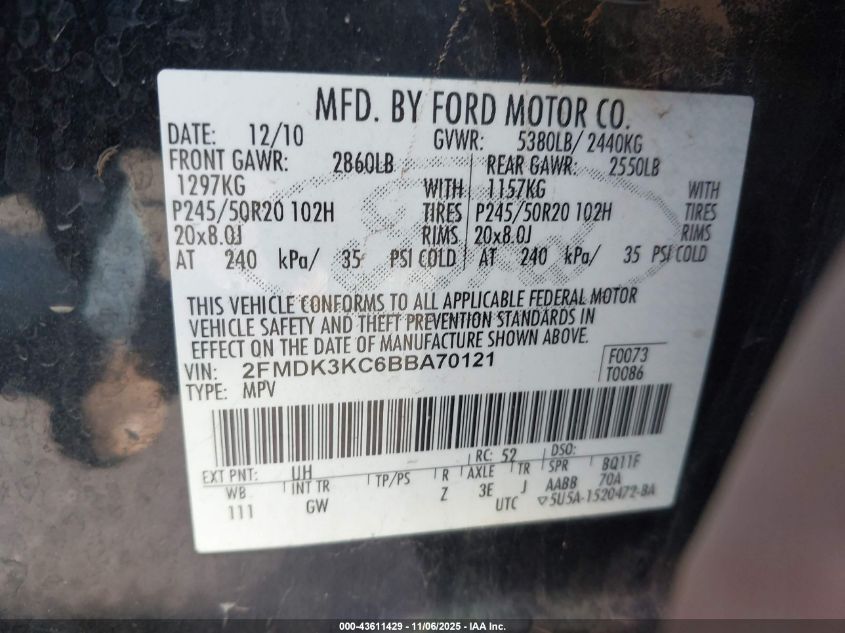 MFD. BY FORD MOTOR CO.
DATE: 12/10 GVWR: 5380LB/ 2440KG
FRONT GAWR: 2860LB REAR GAWR: 2550LB
1297KG WITH 1157KG WITH
P245/50R20 102H TIRES P245/50R20 102H TIRES
20x8.0J RIMS 20x8.0J RIMS
AT 240 kPa/ 35 PSI COLD AT 240 kPa/ 35 PSI COLD
THIS VEHICLE CONFORMS TO ALL APPLICABLE FEDERAL MOTOR
VEHICLE SAFETY AND THEFT PREVENTION STANDARDS IN
EFFECT ON THE DATE OF MANUFACTURE SHOWN ABOVE.
VIN: 2FMDK3KC6BBA70121 F0073
TYPE: MPV T0086
EXT PNT: UH RC: 52 DSO:
WB INT TR TP/PS R AXLE TR SPR BQ11F
111 GW Z 3E J AABB 70A
UTC ▽5U5A-1520472-BA
000-43611429 - 11/06/2025 - IAA Inc.